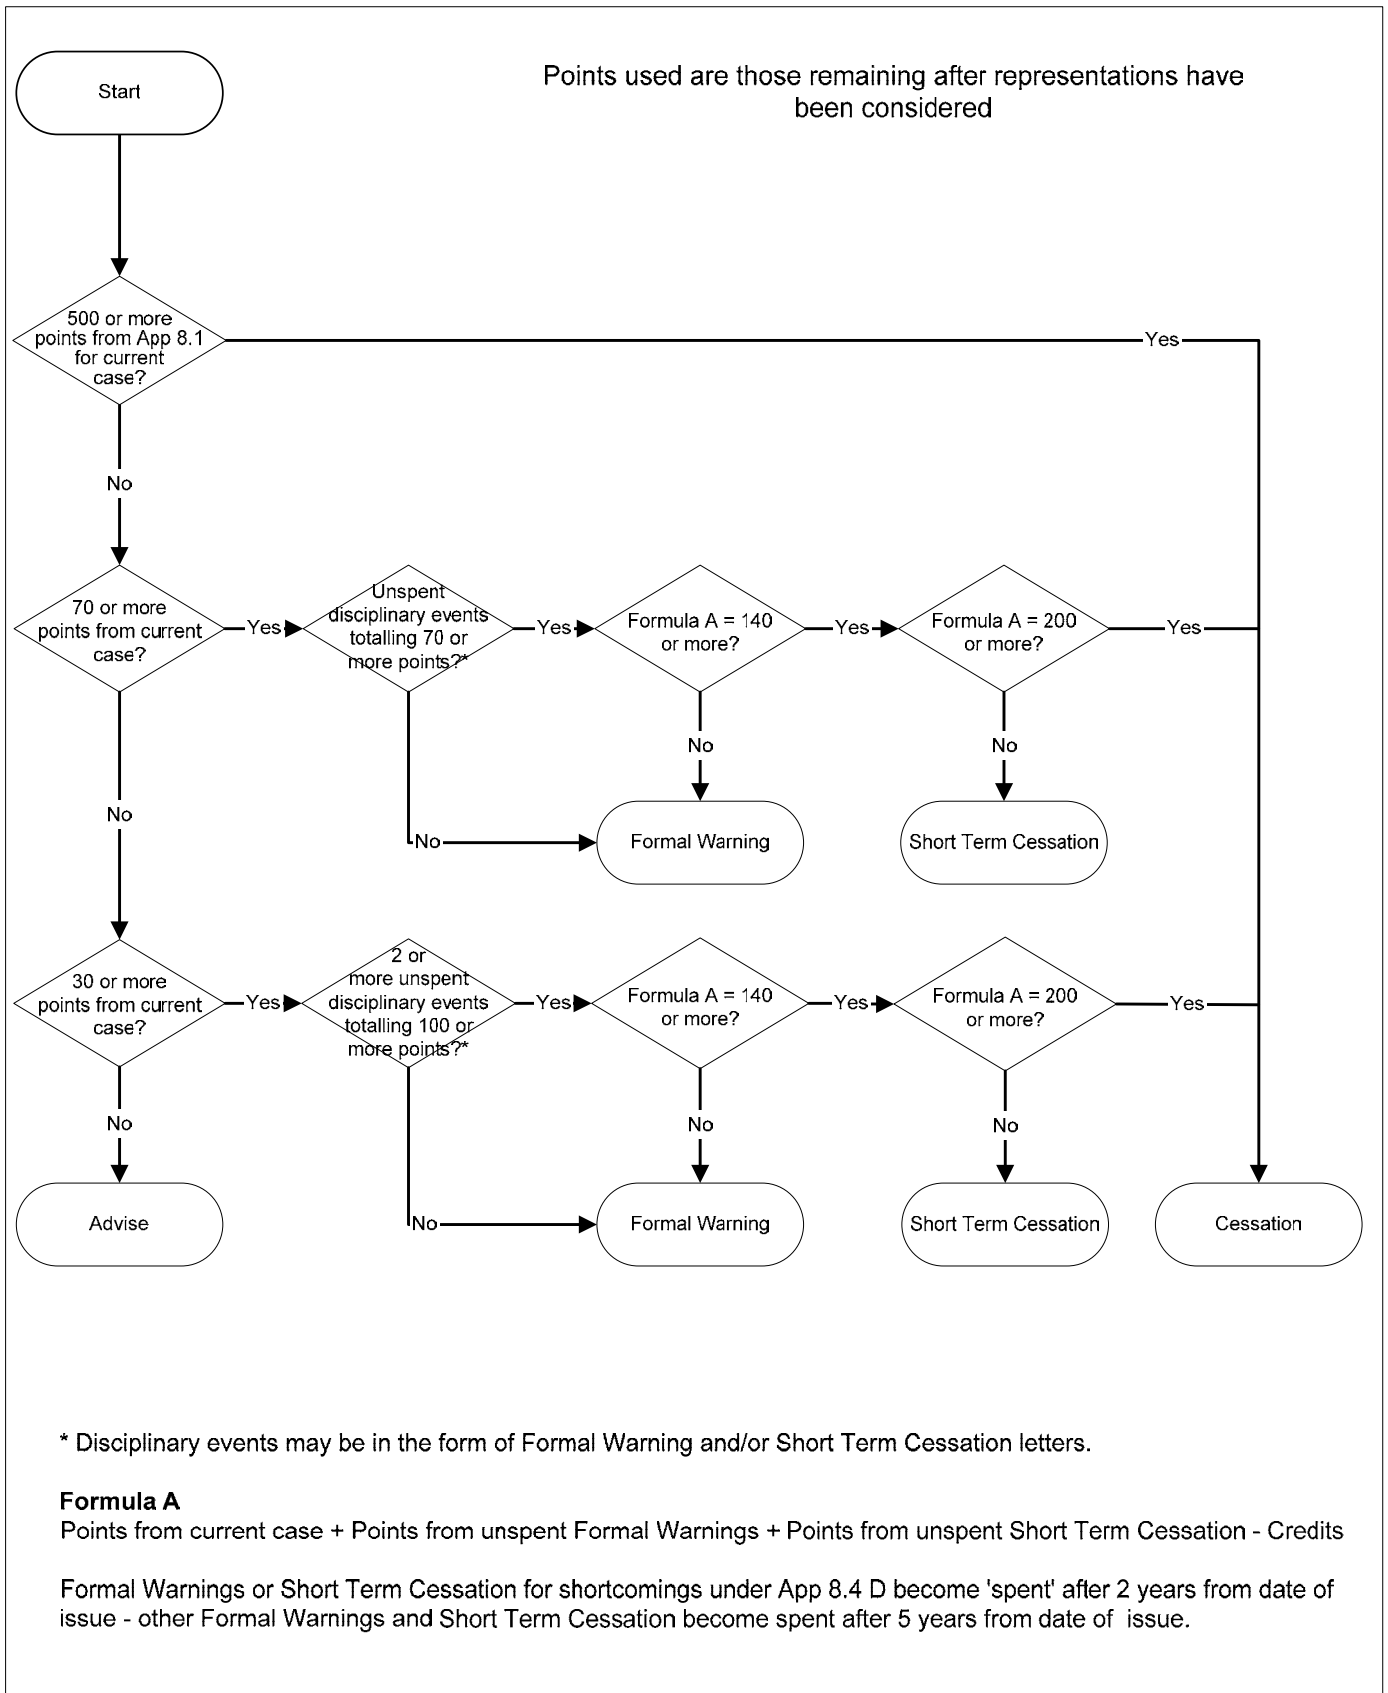 Points used are those remaining after representations have
been considered
Start
500 or more
points from App 8.1
for current
case?
Yes
No
70 or more
points from current
case?
Yes
Unspent
disciplinary events
totalling 70 or
more points?*
Yes
Formula A = 140
or more?
Yes
Formula A = 200
or more?
Yes
No
No
No
No
Formal Warning
Short Term Cessation
30 or more
points from current
case?
Yes
2 or
more unspent
disciplinary events
totalling 100 or
more points?*
Yes
Formula A = 140
or more?
Yes
Formula A = 200
or more?
Yes
No
No
No
No
Advise
Formal Warning
Short Term Cessation
Cessation
* Disciplinary events may be in the form of Formal Warning and/or Short Term Cessation letters.
Formula A
Points from current case + Points from unspent Formal Warnings + Points from unspent Short Term Cessation - Credits
Formal Warnings or Short Term Cessation for shortcomings under App 8.4 D become 'spent' after 2 years from date of
issue - other Formal Warnings and Short Term Cessation become spent after 5 years from date of issue.